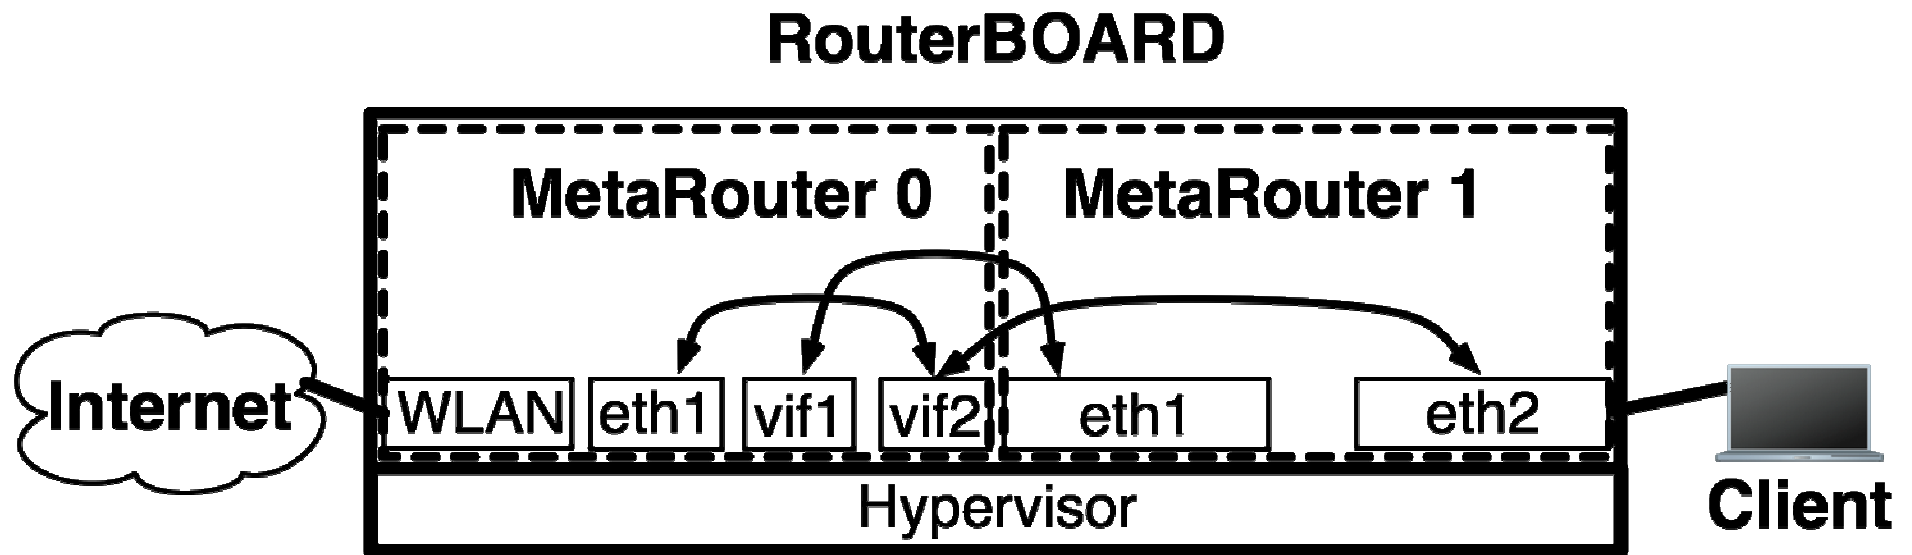 RouterBOARD
MetaRouter 0
MetaRouter 1
Internet
WLAN
eth1
vif1
vif2
eth1
eth2
Hypervisor
Client